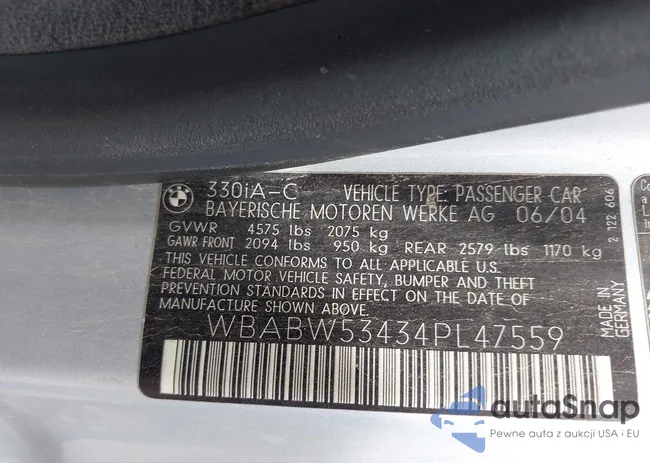 330iA-C VEHICLE TYPE: PASSENGER CAR
BAYERISCHE MOTOREN WERKE AG 06/04
GVWR 4575 lbs 2075 kg
GAWR FRONT 2094 lbs 950 kg REAR 2579 lbs 1170 kg
THIS VEHICLE CONFORMS TO ALL APPLICABLE U.S.
FEDERAL MOTOR VEHICLE SAFETY, BUMPER AND THEFT
PREVENTION STANDARDS IN EFFECT ON THE DATE OF
MANUFACTURE SHOWN ABOVE.
WBABW53434PL47559
2 122 606
MADE IN
GERMANY
autoSnap
Pewne auta z aukcji USA i EU